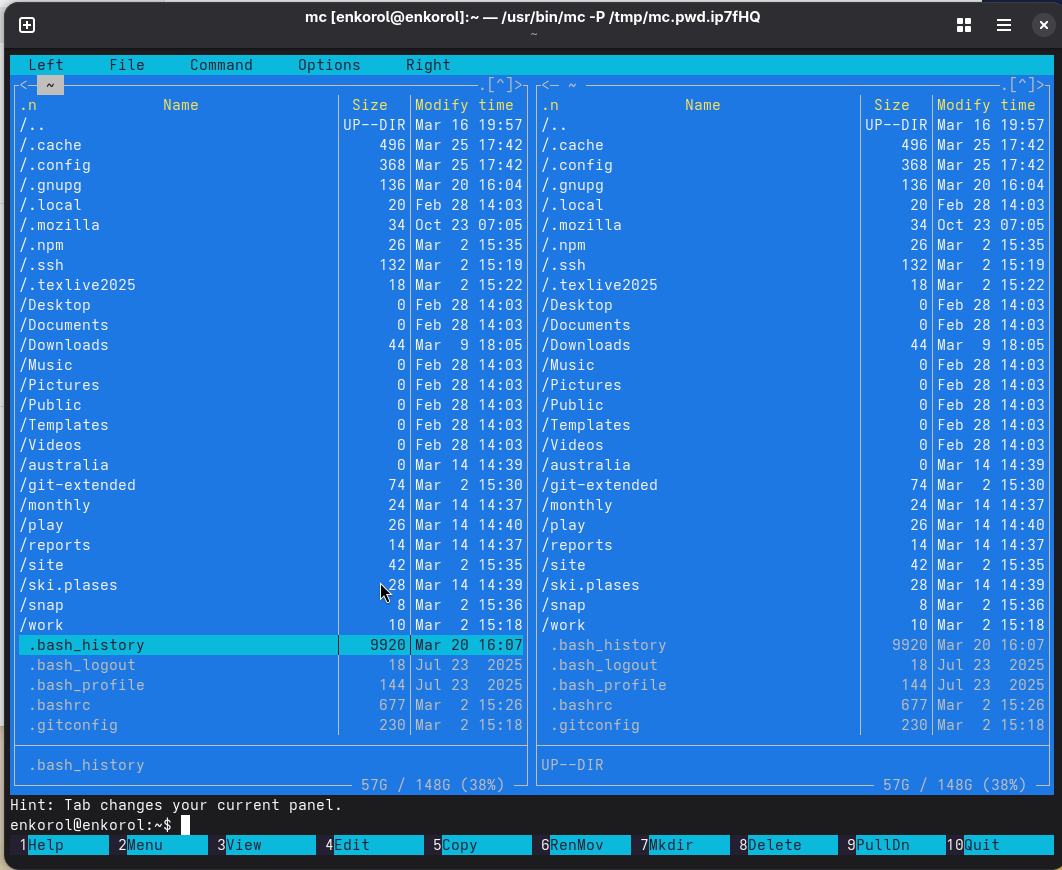 mc [enkorol@enkorol]:~ — /usr/bin/mc -P /tmp/mc.pwd.ip7fHQ
~
Left File Command Options Right
<─ ~ ─.[^]> <─ ~ ─.[^]>
.n Name Size Modify time .n Name Size Modify time
/.. UP--DIR Mar 16 19:57 /.. UP--DIR Mar 16 19:57
/.cache 496 Mar 25 17:42 /.cache 496 Mar 25 17:42
/.config 368 Mar 25 17:42 /.config 368 Mar 25 17:42
/.gnupg 136 Mar 20 16:04 /.gnupg 136 Mar 20 16:04
/.local 20 Feb 28 14:03 /.local 20 Feb 28 14:03
/.mozilla 34 Oct 23 07:05 /.mozilla 34 Oct 23 07:05
/.npm 26 Mar 2 15:35 /.npm 26 Mar 2 15:35
/.ssh 132 Mar 2 15:19 /.ssh 132 Mar 2 15:19
/.texlive2025 18 Mar 2 15:22 /.texlive2025 18 Mar 2 15:22
/Desktop 0 Feb 28 14:03 /Desktop 0 Feb 28 14:03
/Documents 0 Feb 28 14:03 /Documents 0 Feb 28 14:03
/Downloads 44 Mar 9 18:05 /Downloads 44 Mar 9 18:05
/Music 0 Feb 28 14:03 /Music 0 Feb 28 14:03
/Pictures 0 Feb 28 14:03 /Pictures 0 Feb 28 14:03
/Public 0 Feb 28 14:03 /Public 0 Feb 28 14:03
/Templates 0 Feb 28 14:03 /Templates 0 Feb 28 14:03
/Videos 0 Feb 28 14:03 /Videos 0 Feb 28 14:03
/australia 0 Mar 14 14:39 /australia 0 Mar 14 14:39
/git-extended 74 Mar 2 15:30 /git-extended 74 Mar 2 15:30
/monthly 24 Mar 14 14:37 /monthly 24 Mar 14 14:37
/play 26 Mar 14 14:40 /play 26 Mar 14 14:40
/reports 14 Mar 14 14:37 /reports 14 Mar 14 14:37
/site 42 Mar 2 15:35 /site 42 Mar 2 15:35
/ski.plases 28 Mar 14 14:39 /ski.plases 28 Mar 14 14:39
/snap 8 Mar 2 15:36 /snap 8 Mar 2 15:36
/work 10 Mar 2 15:18 /work 10 Mar 2 15:18
.bash_history 9920 Mar 20 16:07 .bash_history 9920 Mar 20 16:07
.bash_logout 18 Jul 23 2025 .bash_logout 18 Jul 23 2025
.bash_profile 144 Jul 23 2025 .bash_profile 144 Jul 23 2025
.bashrc 677 Mar 2 15:26 .bashrc 677 Mar 2 15:26
.gitconfig 230 Mar 2 15:18 .gitconfig 230 Mar 2 15:18
.bash_history UP--DIR
57G / 148G (38%) 57G / 148G (38%)
Hint: Tab changes your current panel.
enkorol@enkorol:~$
1Help 2Menu 3View 4Edit 5Copy 6RenMov 7Mkdir 8Delete 9PullDn 10Quit